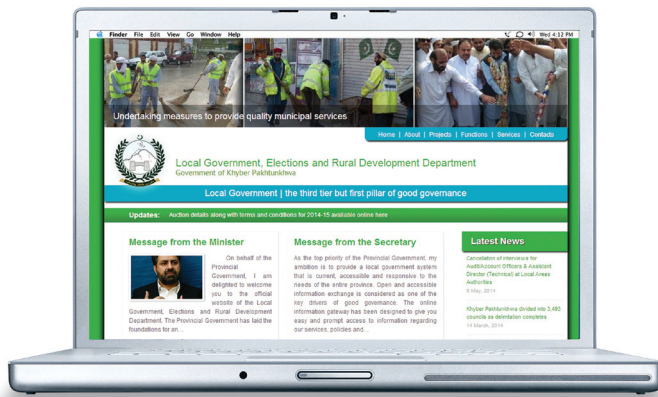 Finder File Edit View Go Window Help
Wed 4:12 PM
Undertaking measures to provide quality municipal services
Home | About | Projects | Functions | Services | Contacts
Local Government, Elections and Rural Development Department
Government of Khyber Pakhtunkhwa
Local Government | the third tier but first pillar of good governance
Updates: Auction details along with terms and conditions for 2014-15 available online here
Message from the Minister
On behalf of the
Provincial
Government, I am
delighted to welcome
you to the official
website of the Local
Government, Elections and Rural Development
Department. The Provincial Government has laid the
foundations for an...
Message from the Secretary
As the top priority of the Provincial Government, my
ambition is to provide a local government system
that is current, accessible and responsive to the
needs of the entire province. Open and accessible
information exchange is considered as one of the
key drivers of good governance. The online
information gateway has been designed to give you
easy and prompt access to information regarding
our services, policies and...
Latest News
Cancellation of interviews for
Audit/Account Officers & Assistant
Director (Technical) at Local Areas
Authorities
6 May, 2014
Khyber Pakhtunkhwa divided into 3,493
councils as delimitation completes
14 March, 2014